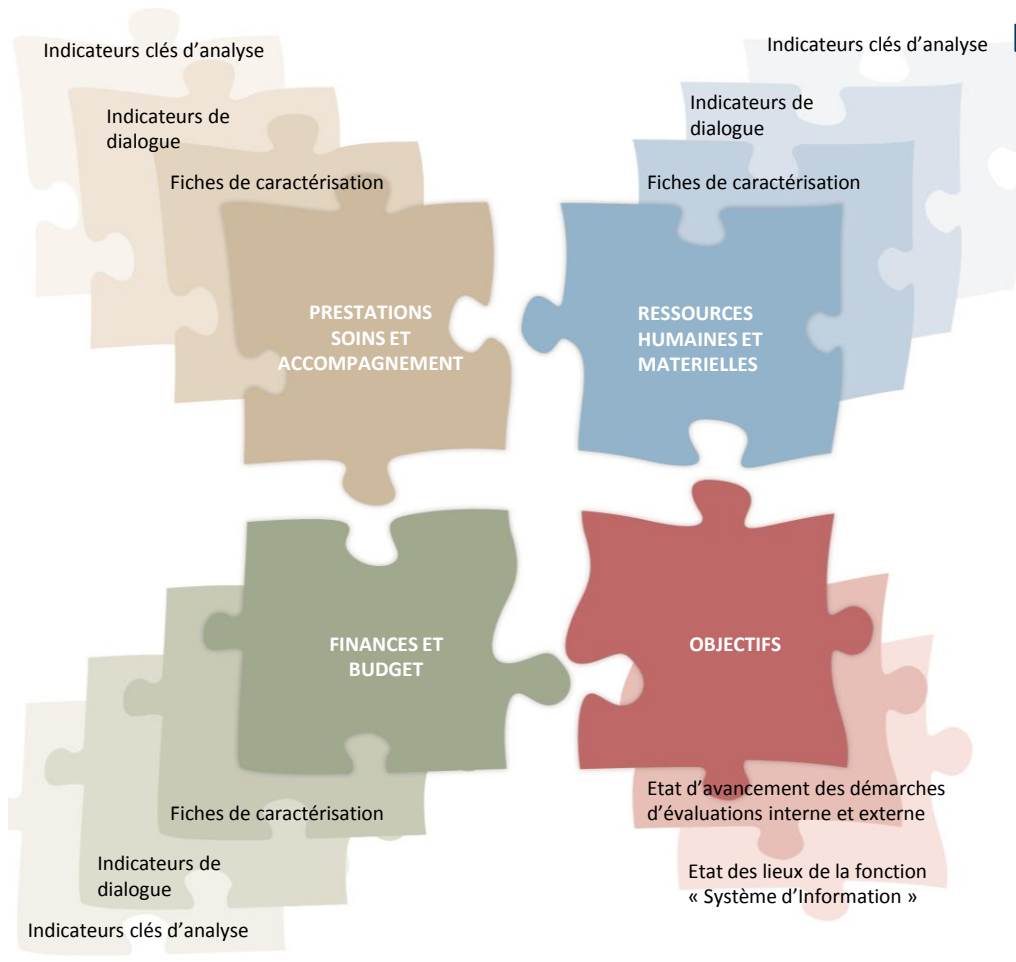 Indicateurs clés d’analyse
Indicateurs de
dialogue
Fiches de caractérisation
PRESTATIONS
SOINS ET
ACCOMPAGNEMENT
Indicateurs clés d’analyse
Indicateurs de
dialogue
Fiches de caractérisation
RESSOURCES
HUMAINES ET
MATERIELLES
FINANCES ET
BUDGET
Fiches de caractérisation
Indicateurs de
dialogue
Indicateurs clés d’analyse
OBJECTIFS
Etat d’avancement des démarches
d’évaluations interne et externe
Etat des lieux de la fonction
« Système d’Information »